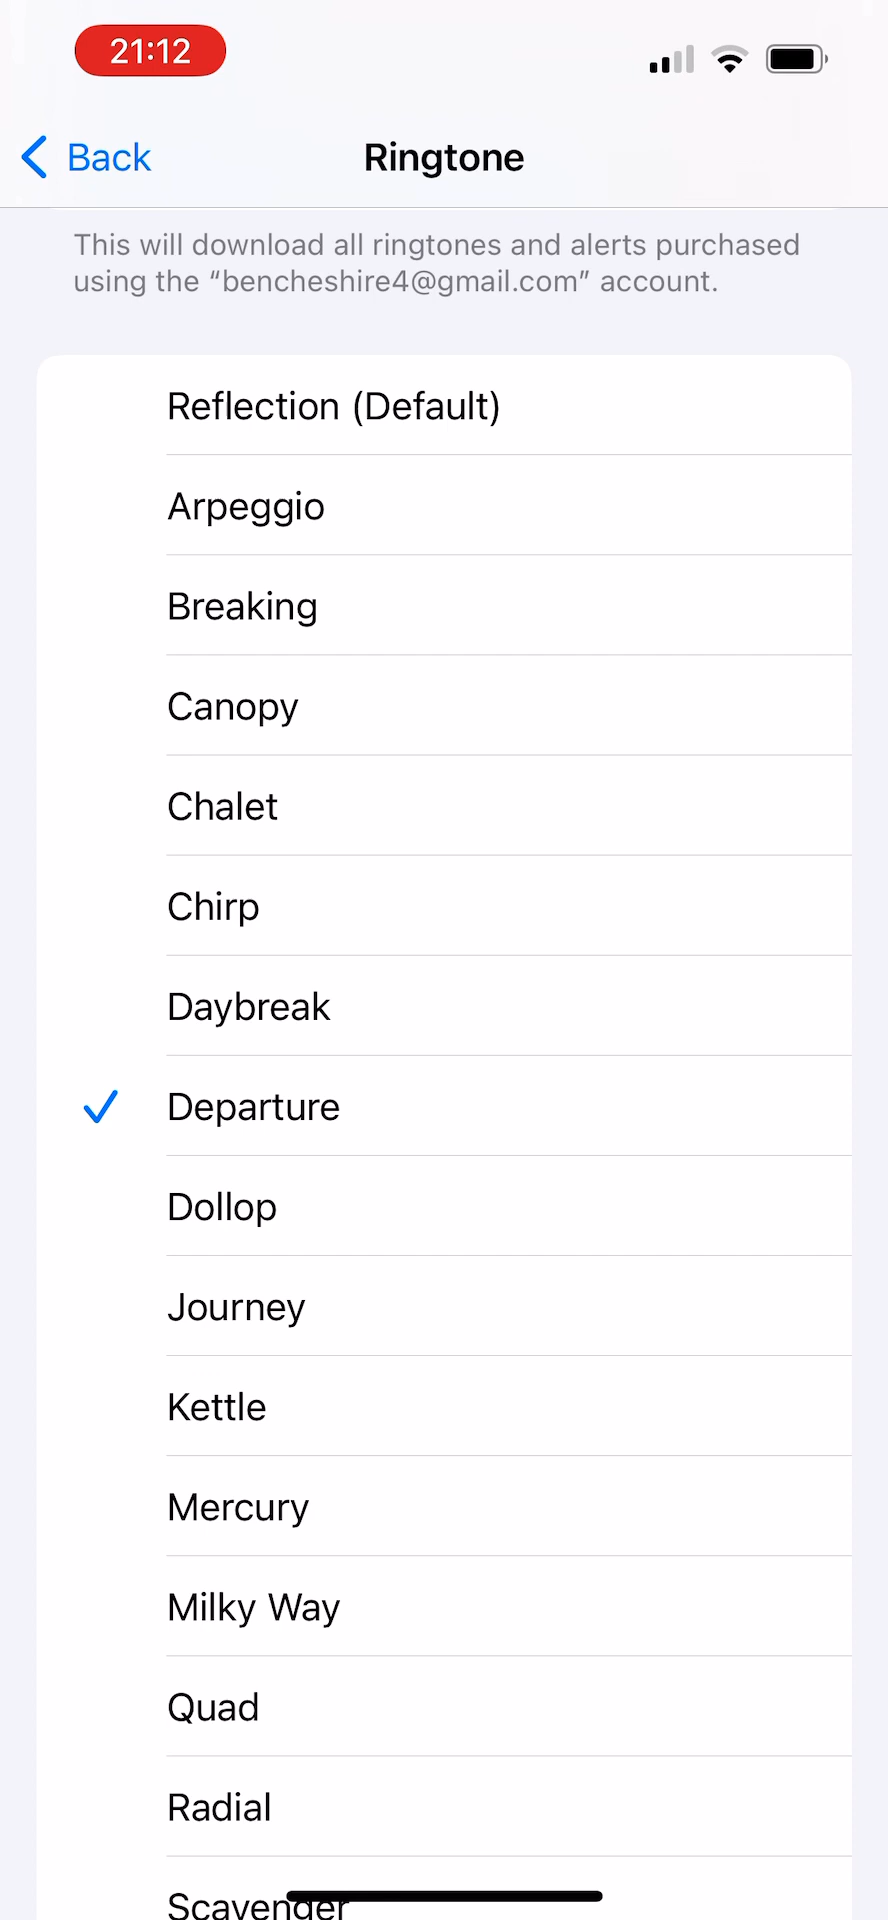 21:12
Back
Ringtone
This will download all ringtones and alerts purchased
using the “bencheshire4@gmail.com” account.
Reflection (Default)
Arpeggio
Breaking
Canopy
Chalet
Chirp
Daybreak
Departure
Dollop
Journey
Kettle
Mercury
Milky Way
Quad
Radial
Scavenger